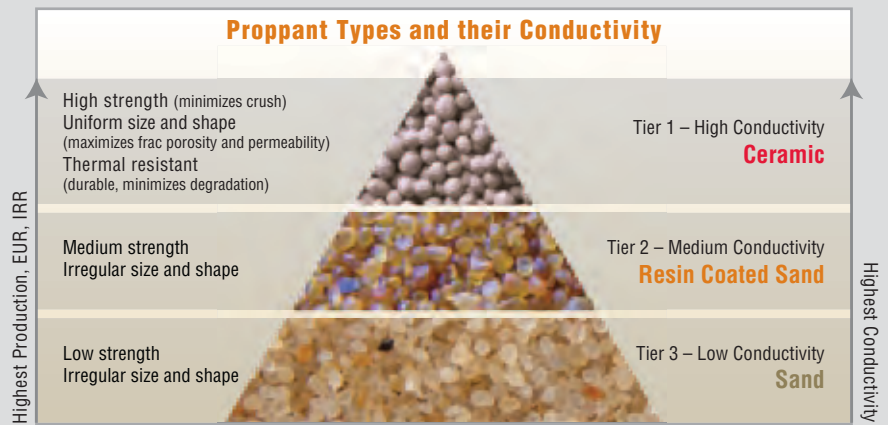 Proppant Types and their Conductivity
High strength (minimizes crush)
Uniform size and shape
(maximizes frac porosity and permeability)
Thermal resistant
(durable, minimizes degradation)
Tier 1 – High Conductivity
Ceramic
Medium strength
Irregular size and shape
Tier 2 – Medium Conductivity
Resin Coated Sand
Low strength
Irregular size and shape
Tier 3 – Low Conductivity
Sand
Highest Production, EUR, IRR
Highest Conductivity